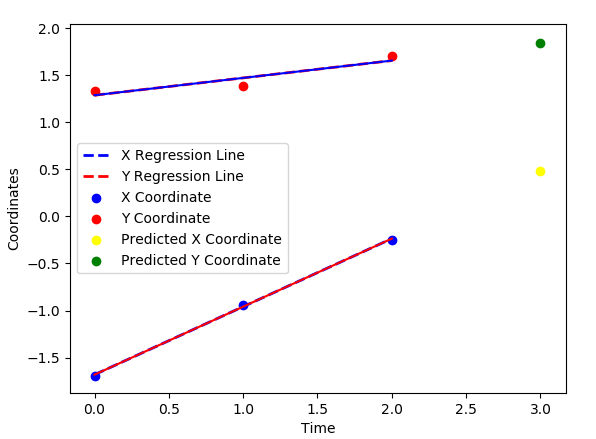 2.0
1.5
1.0
0.5
0.0
−0.5
−1.0
−1.5
Coordinates
X Regression Line
Y Regression Line
X Coordinate
Y Coordinate
Predicted X Coordinate
Predicted Y Coordinate
0.0 0.5 1.0 1.5 2.0 2.5 3.0
Time